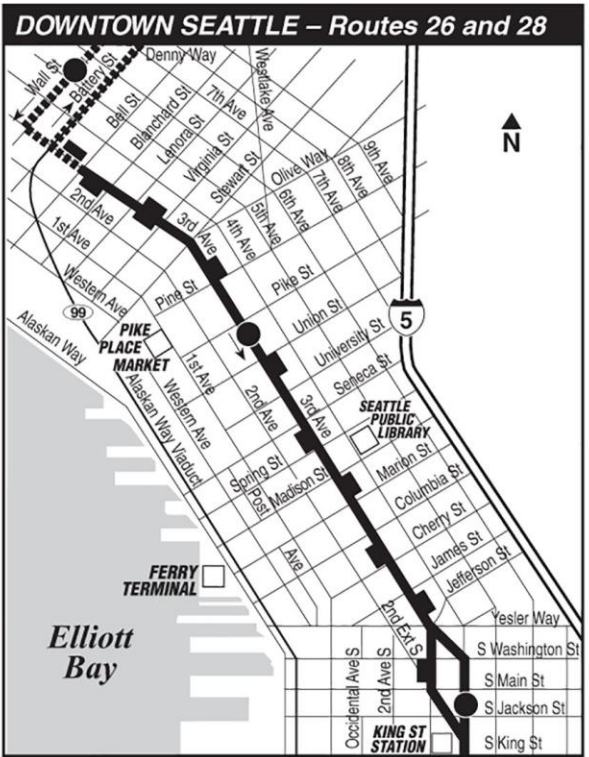 DOWNTOWN SEATTLE – Routes 26 and 28
Denny Way
Wall St
Battery St
Westlake Ave
Bell St
Blanchard St
7th Ave
Lenora St
Virginia St
Stewart St
Olive Way
9th Ave
8th Ave
7th Ave
6th Ave
5th Ave
4th Ave
3rd Ave
2nd Ave
1st Ave
Western Ave
N
99
Alaskan Way
Pine St
Pike St
PIKE
PLACE
MARKET
Union St
5
University St
Seneca St
1st Ave
Western Ave
2nd Ave
3rd Ave
Alaskan Way Viaduct
SEATTLE
PUBLIC
LIBRARY
Spring St
Post
Madison St
Marion St
Columbia St
Cherry St
James St
Jefferson St
Ave
FERRY
TERMINAL
2nd Ext S
Yesler Way
Elliott
Bay
S Washington St
Occidental Ave S
2nd Ave S
S Main St
S Jackson St
KING ST
STATION
S King St